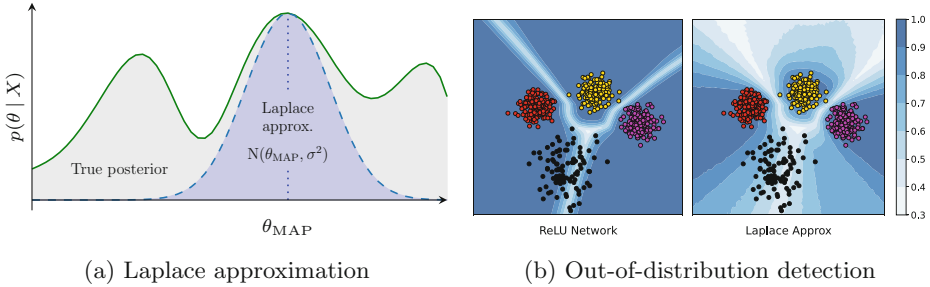 p(θ | X)
True posterior
Laplace
approx.
N(θ_MAP, σ²)
θ_MAP
(a) Laplace approximation
1.0
0.9
0.8
0.7
0.6
0.5
0.4
0.3
ReLU Network
Laplace Approx
(b) Out-of-distribution detection